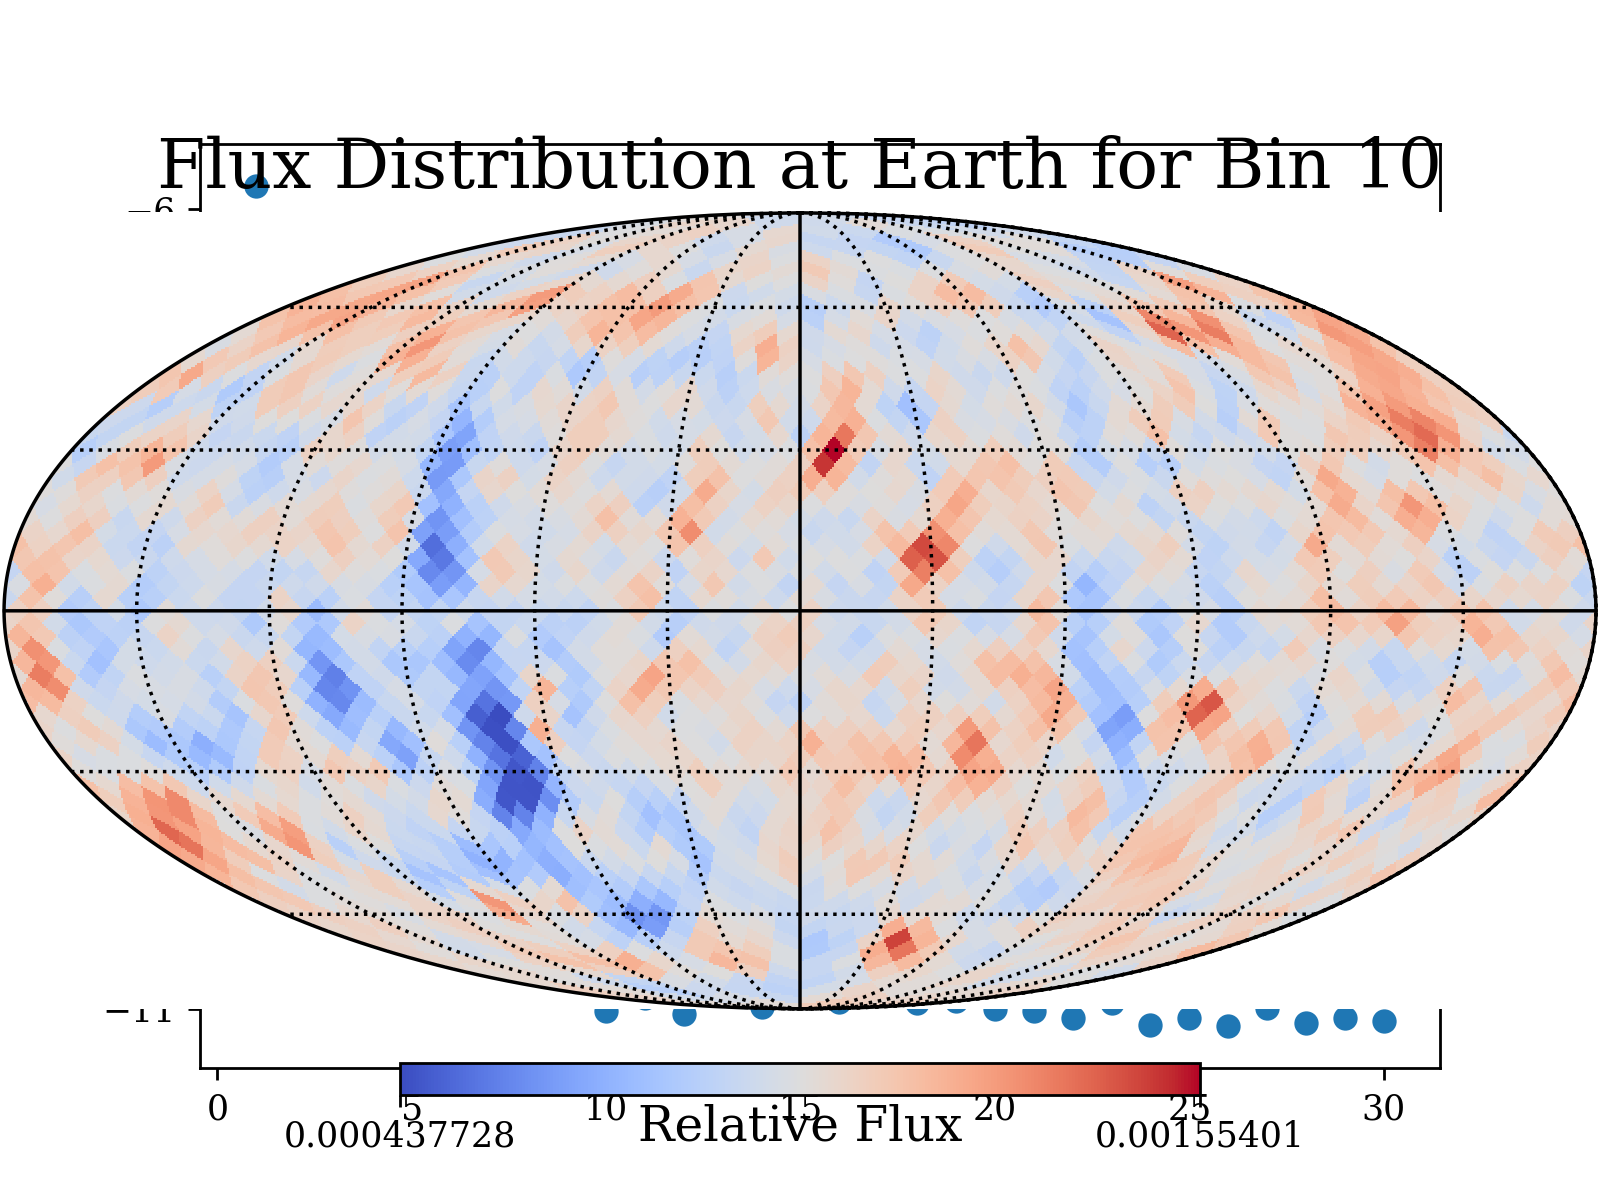 Flux Distribution at Earth for Bin 10
−6
−11
0 5 10 15 20 25 30
Relative Flux
0.000437728 0.00155401